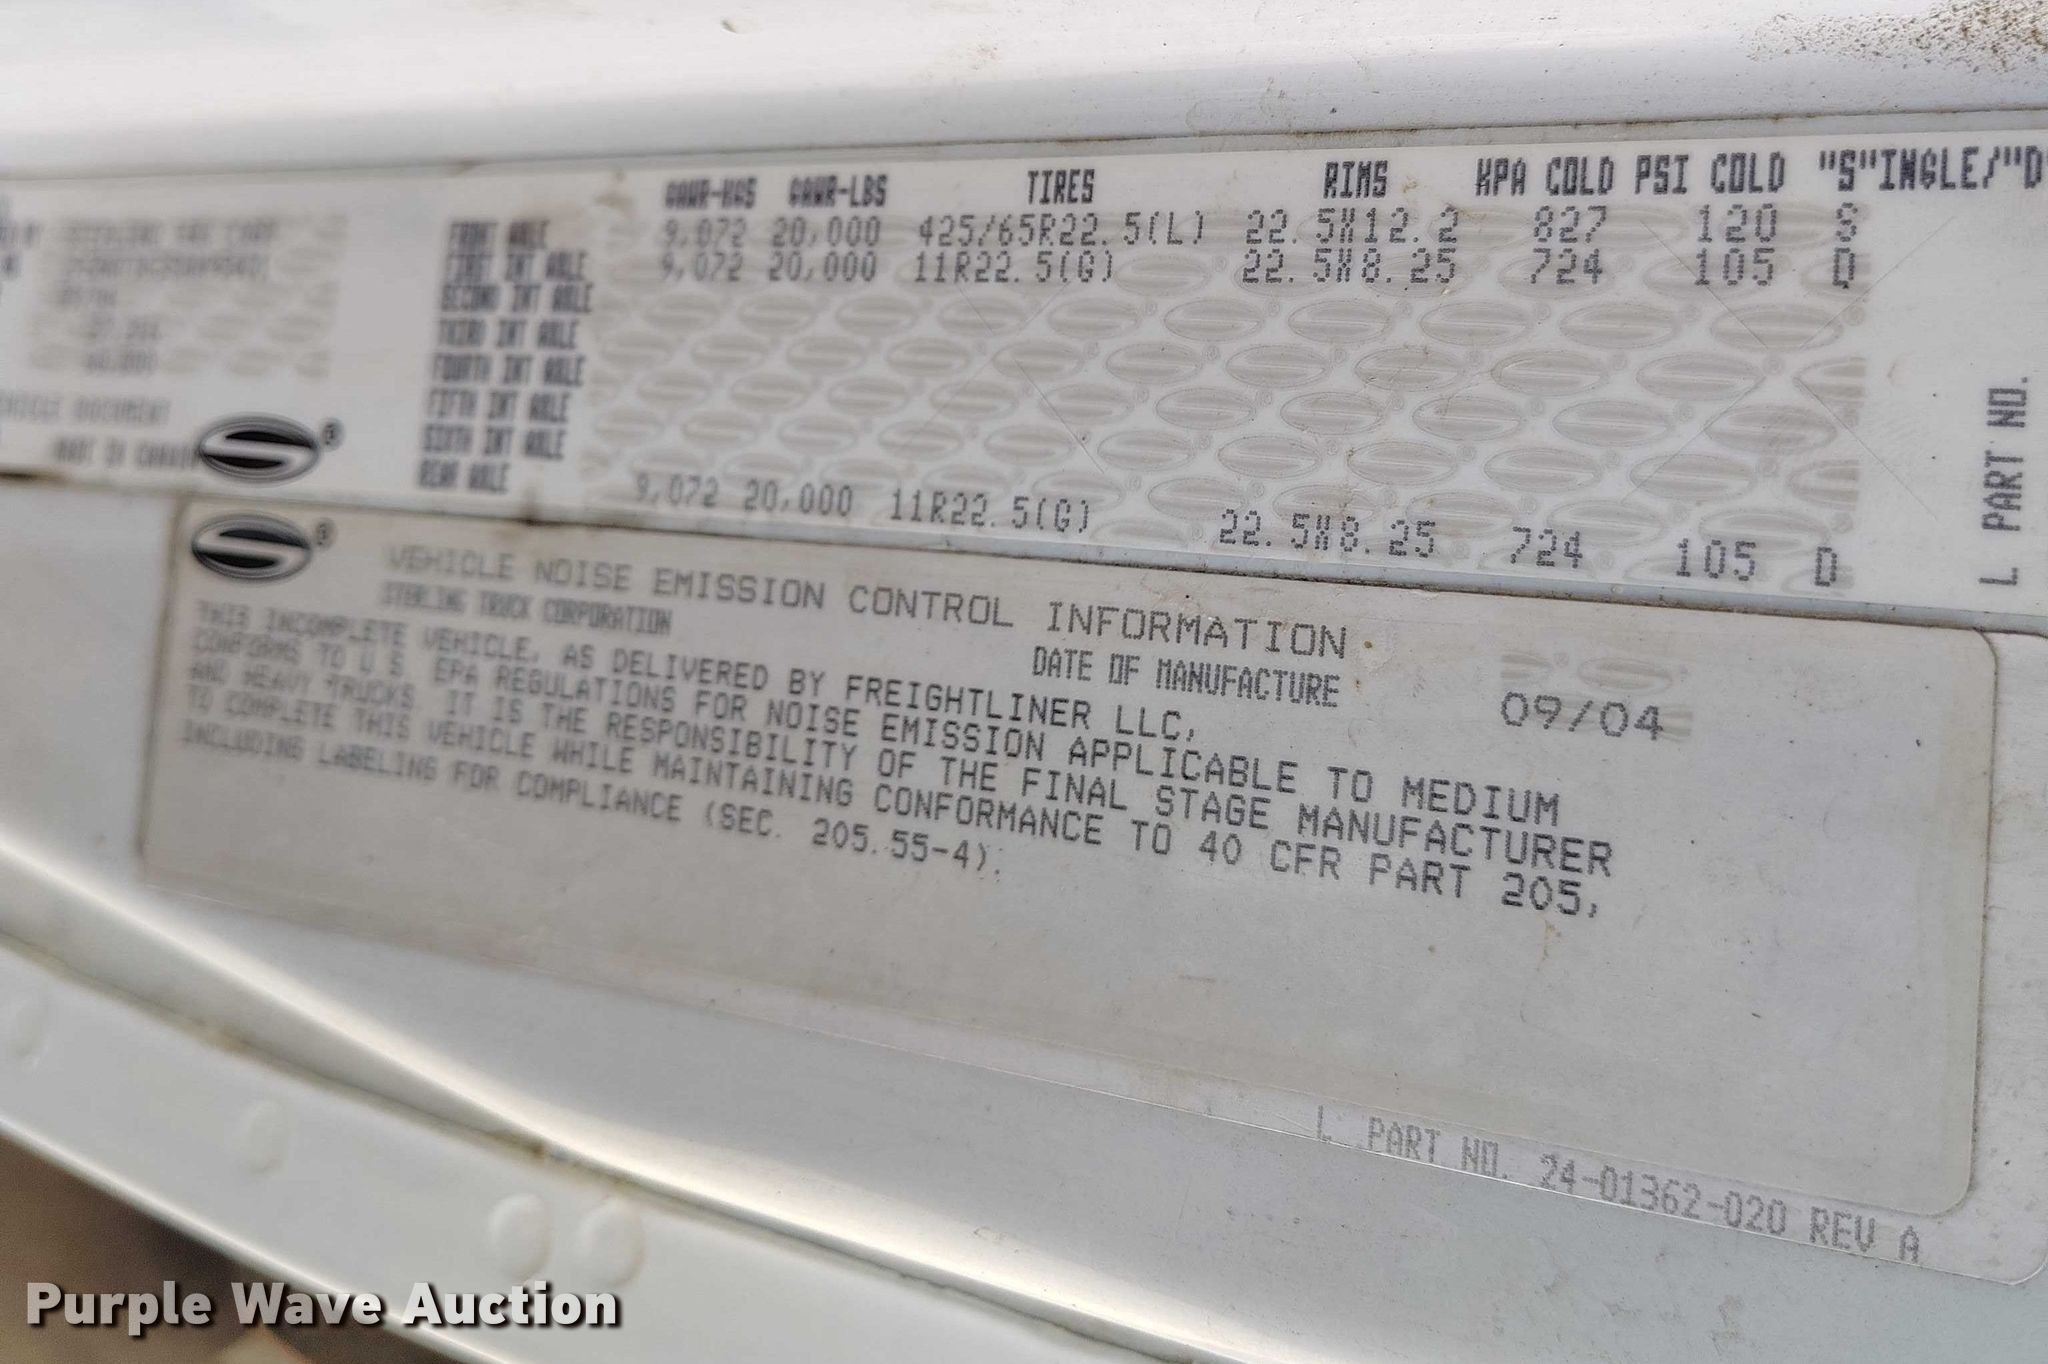 GAWR-KGS GAWR-LBS TIRES RIMS KPA COLD PSI COLD "S"INGLE/"D"
FRONT AXLE 9,072 20,000 425/65R22.5(L) 22.5X12.2 827 120 S
FIRST INT AXLE 9,072 20,000 11R22.5(G) 22.5X8.25 724 105 D
SECOND INT AXLE
THIRD INT AXLE
FOURTH INT AXLE
FIFTH INT AXLE
SIXTH INT AXLE
REAR AXLE 9,072 20,000 11R22.5(G) 22.5X8.25 724 105 D
60,000
VEHICLE DOCUMENT
L PART NO.
VEHICLE NOISE EMISSION CONTROL INFORMATION
STERLING TRUCK CORPORATION
DATE OF MANUFACTURE 09/04
THIS INCOMPLETE VEHICLE, AS DELIVERED BY FREIGHTLINER LLC,
CONFORMS TO U.S. EPA REGULATIONS FOR NOISE EMISSION APPLICABLE TO MEDIUM
AND HEAVY TRUCKS. IT IS THE RESPONSIBILITY OF THE FINAL STAGE MANUFACTURER
TO COMPLETE THIS VEHICLE WHILE MAINTAINING CONFORMANCE TO 40 CFR PART 205,
INCLUDING LABELING FOR COMPLIANCE (SEC. 205.55-4).
L PART NO. 24-01362-020 REV A
Purple Wave Auction